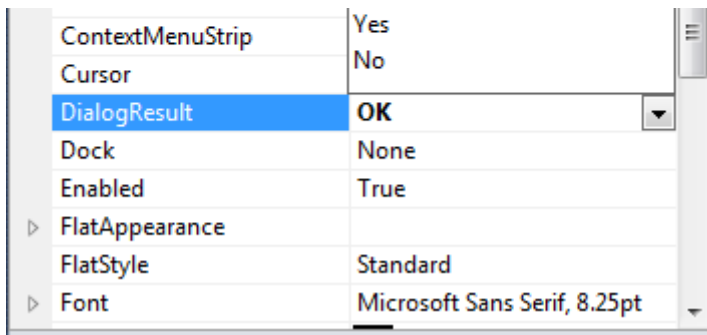 ContextMenuStrip
Yes
Cursor
No
DialogResult OK
Dock None
Enabled True
FlatAppearance
FlatStyle Standard
Font Microsoft Sans Serif, 8.25pt